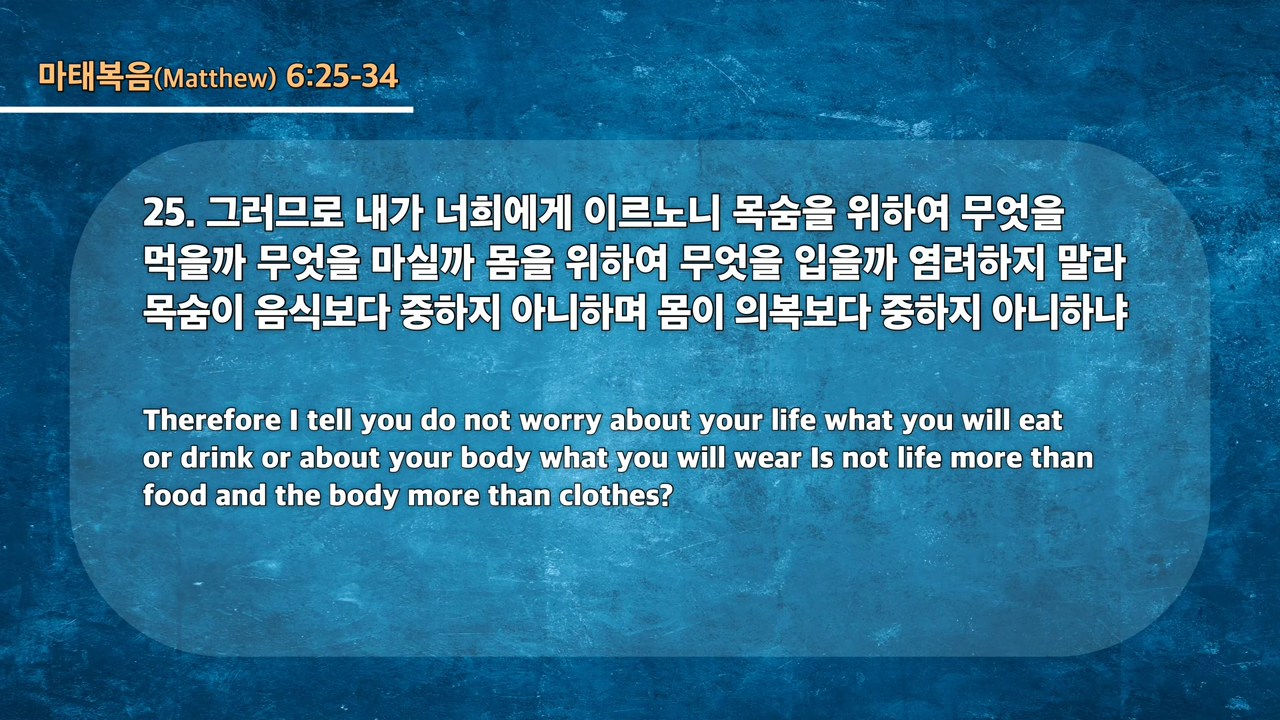 마태복음(Matthew) 6:25-34
25. 그러므로 내가 너희에게 이르노니 목숨을 위하여 무엇을
먹을까 무엇을 마실까 몸을 위하여 무엇을 입을까 염려하지 말라
목숨이 음식보다 중하지 아니하며 몸이 의복보다 중하지 아니하냐
Therefore I tell you do not worry about your life what you will eat
or drink or about your body what you will wear Is not life more than
food and the body more than clothes?